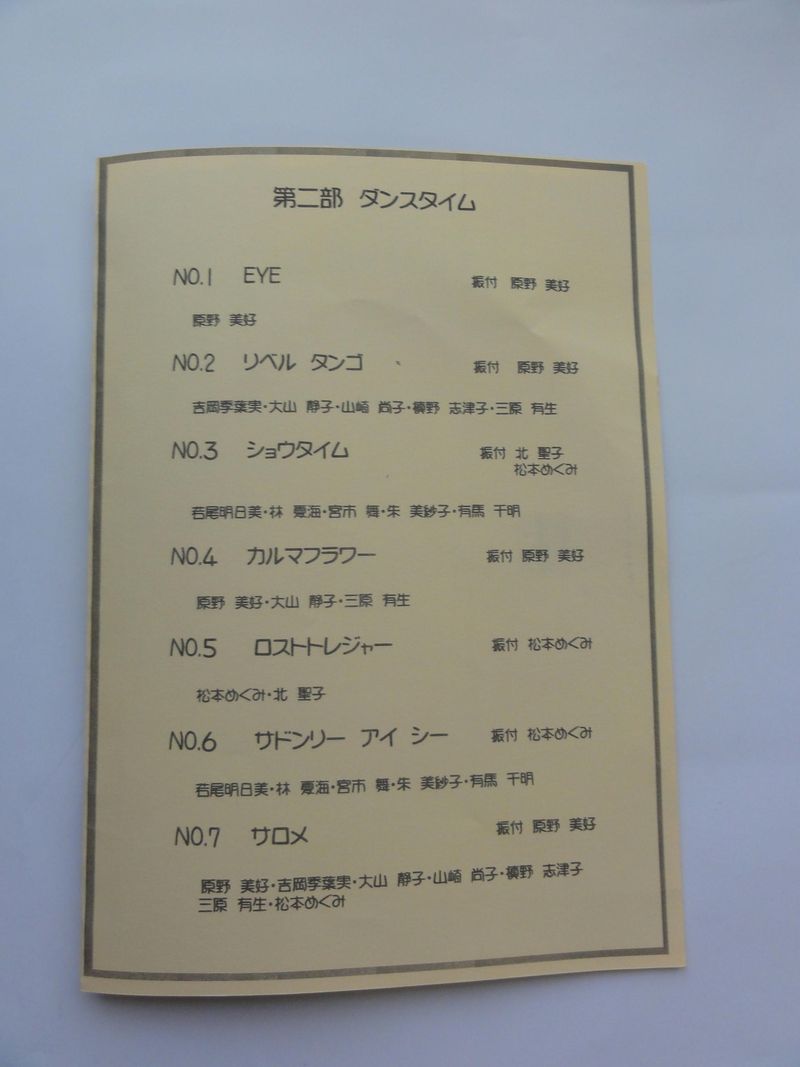 第二部 ダンスタイム
NO.1 EYE 振付 原野 美好
原野 美好
NO.2 リベル タンゴ 振付 原野 美好
吉岡季葉実・大山 静子・山崎 尚子・横野 志津子・三原 有生
NO.3 ショウタイム 振付 北 聖子
松本めぐみ
若尾明日美・林 夏海・宮市 舞・朱 美紗子・有馬 千明
NO.4 カルマフラワー 振付 原野 美好
原野 美好・大山 静子・三原 有生
NO.5 ロストトレジャー 振付 松本めぐみ
松本めぐみ・北 聖子
NO.6 サドンリー アイ シー 振付 松本めぐみ
若尾明日美・林 夏海・宮市 舞・朱 美紗子・有馬 千明
NO.7 サロメ 振付 原野 美好
原野 美好・吉岡季葉実・大山 静子・山崎 尚子・横野 志津子
三原 有生・松本めぐみ